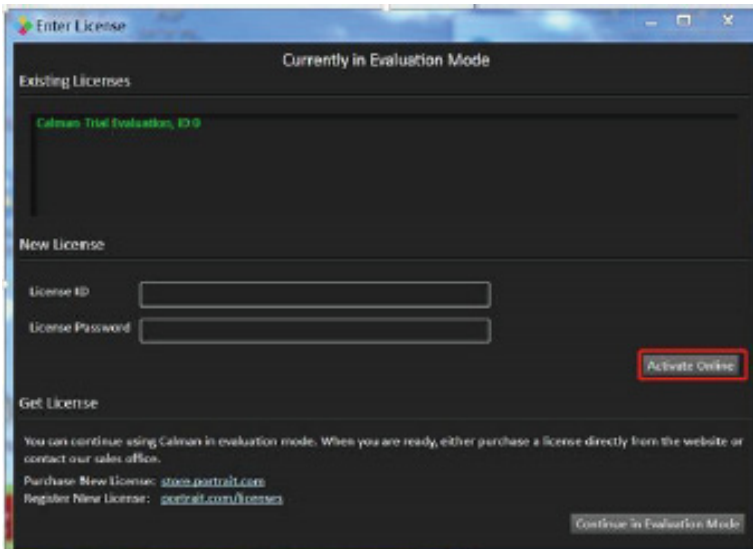 Enter License
Currently in Evaluation Mode
Existing Licenses
Calman Trial Evaluation, ID:0
New License
License ID
License Password
Activate Online
Get License
You can continue using Calman in evaluation mode. When you are ready, either purchase a license directly from the website or
contact our sales office.
Purchase New License: store.portrait.com
Register New License: portrait.com/licenses
Continue in Evaluation Mode